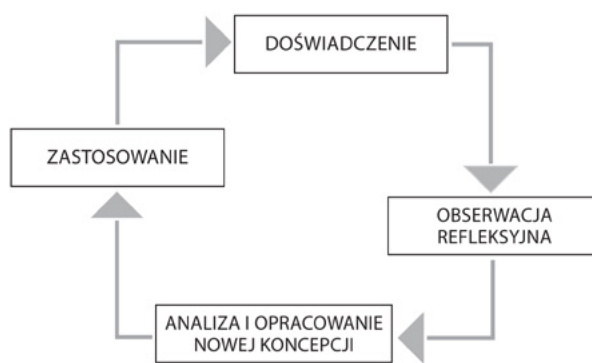 DOŚWIADCZENIE
ZASTOSOWANIE
OBSERWACJA
REFLEKSYJNA
ANALIZA I OPRACOWANIE
NOWEJ KONCEPCJI